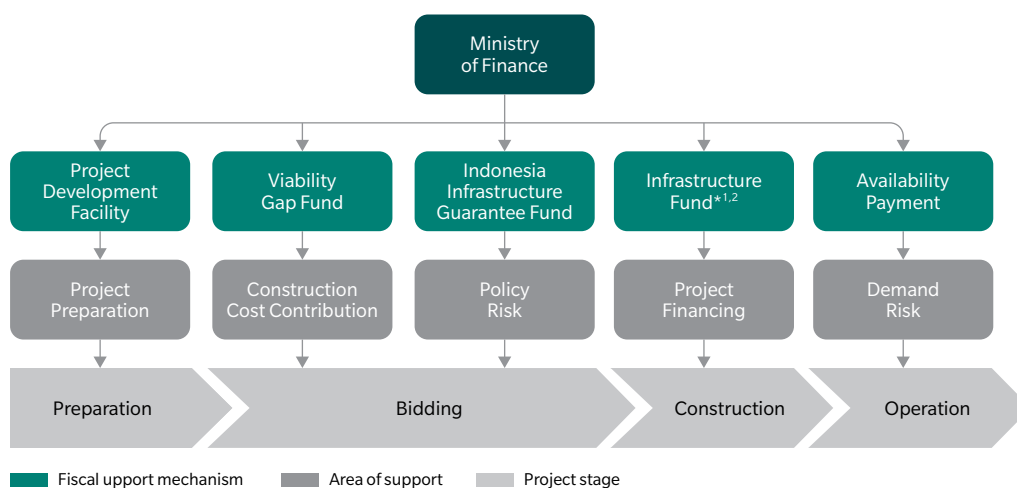 Ministry
of Finance
Project
Development
Facility
Viability
Gap Fund
Indonesia
Infrastructure
Guarantee Fund
Infrastructure
Fund*1,2
Availability
Payment
Project
Preparation
Construction
Cost Contribution
Policy
Risk
Project
Financing
Demand
Risk
Preparation
Bidding
Construction
Operation
Fiscal upport mechanism
Area of support
Project stage